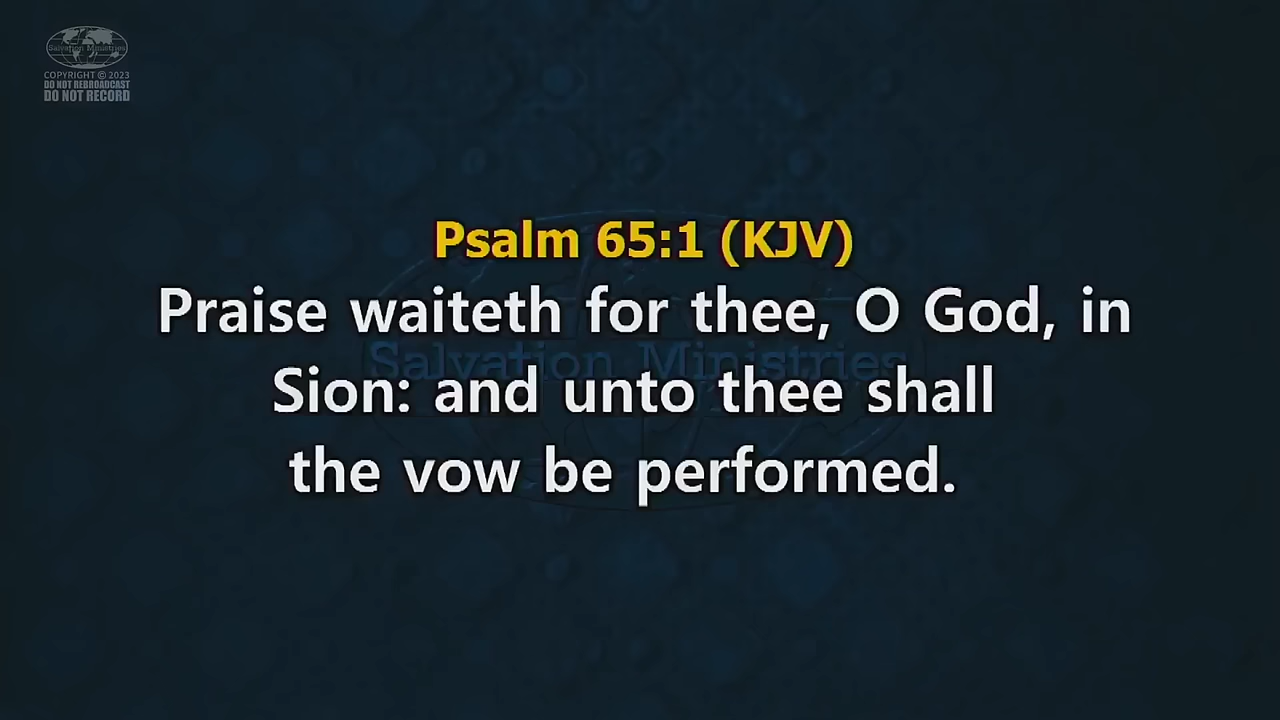 Salvation Ministries
COPYRIGHT © 2023
DO NOT REBROADCAST
DO NOT RECORD
Psalm 65:1 (KJV)
Praise waiteth for thee, O God, in
Salvation Ministries
Sion: and unto thee shall
the vow be performed.